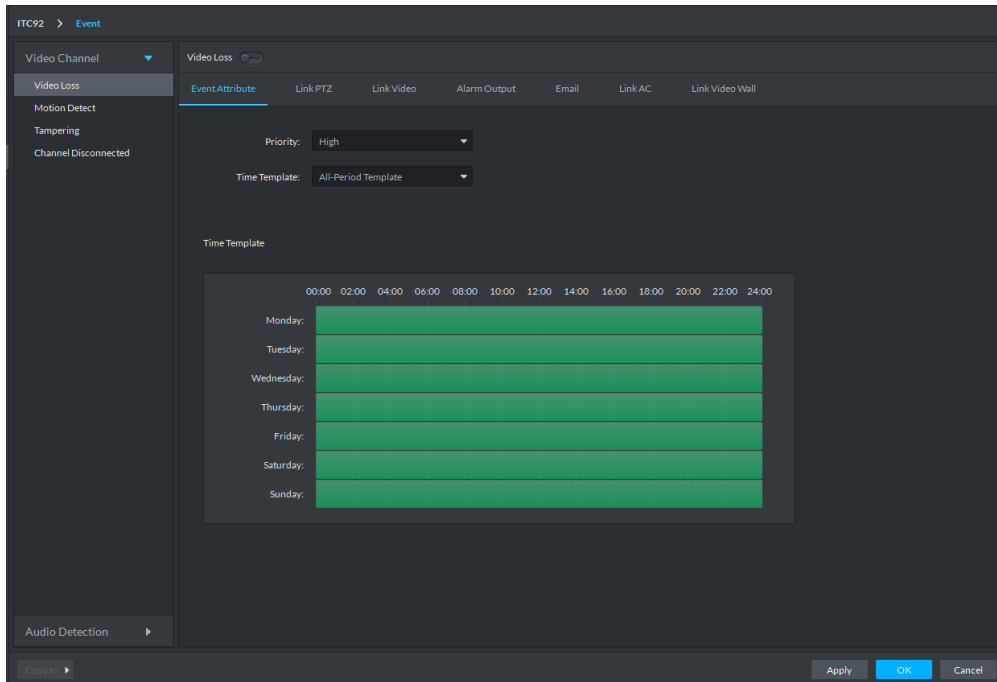 ITC92 > Event
Video Channel
Video Loss
Motion Detect
Tampering
Channel Disconnected
Audio Detection
Video Loss
Event Attribute Link PTZ Link Video Alarm Output Email Link AC Link Video Wall
Priority: High
Time Template: All-Period Template
Time Template
00:00 02:00 04:00 06:00 08:00 10:00 12:00 14:00 16:00 18:00 20:00 22:00 24:00
Monday:
Tuesday:
Wednesday:
Thursday:
Friday:
Saturday:
Sunday:
Copy to
Apply OK Cancel